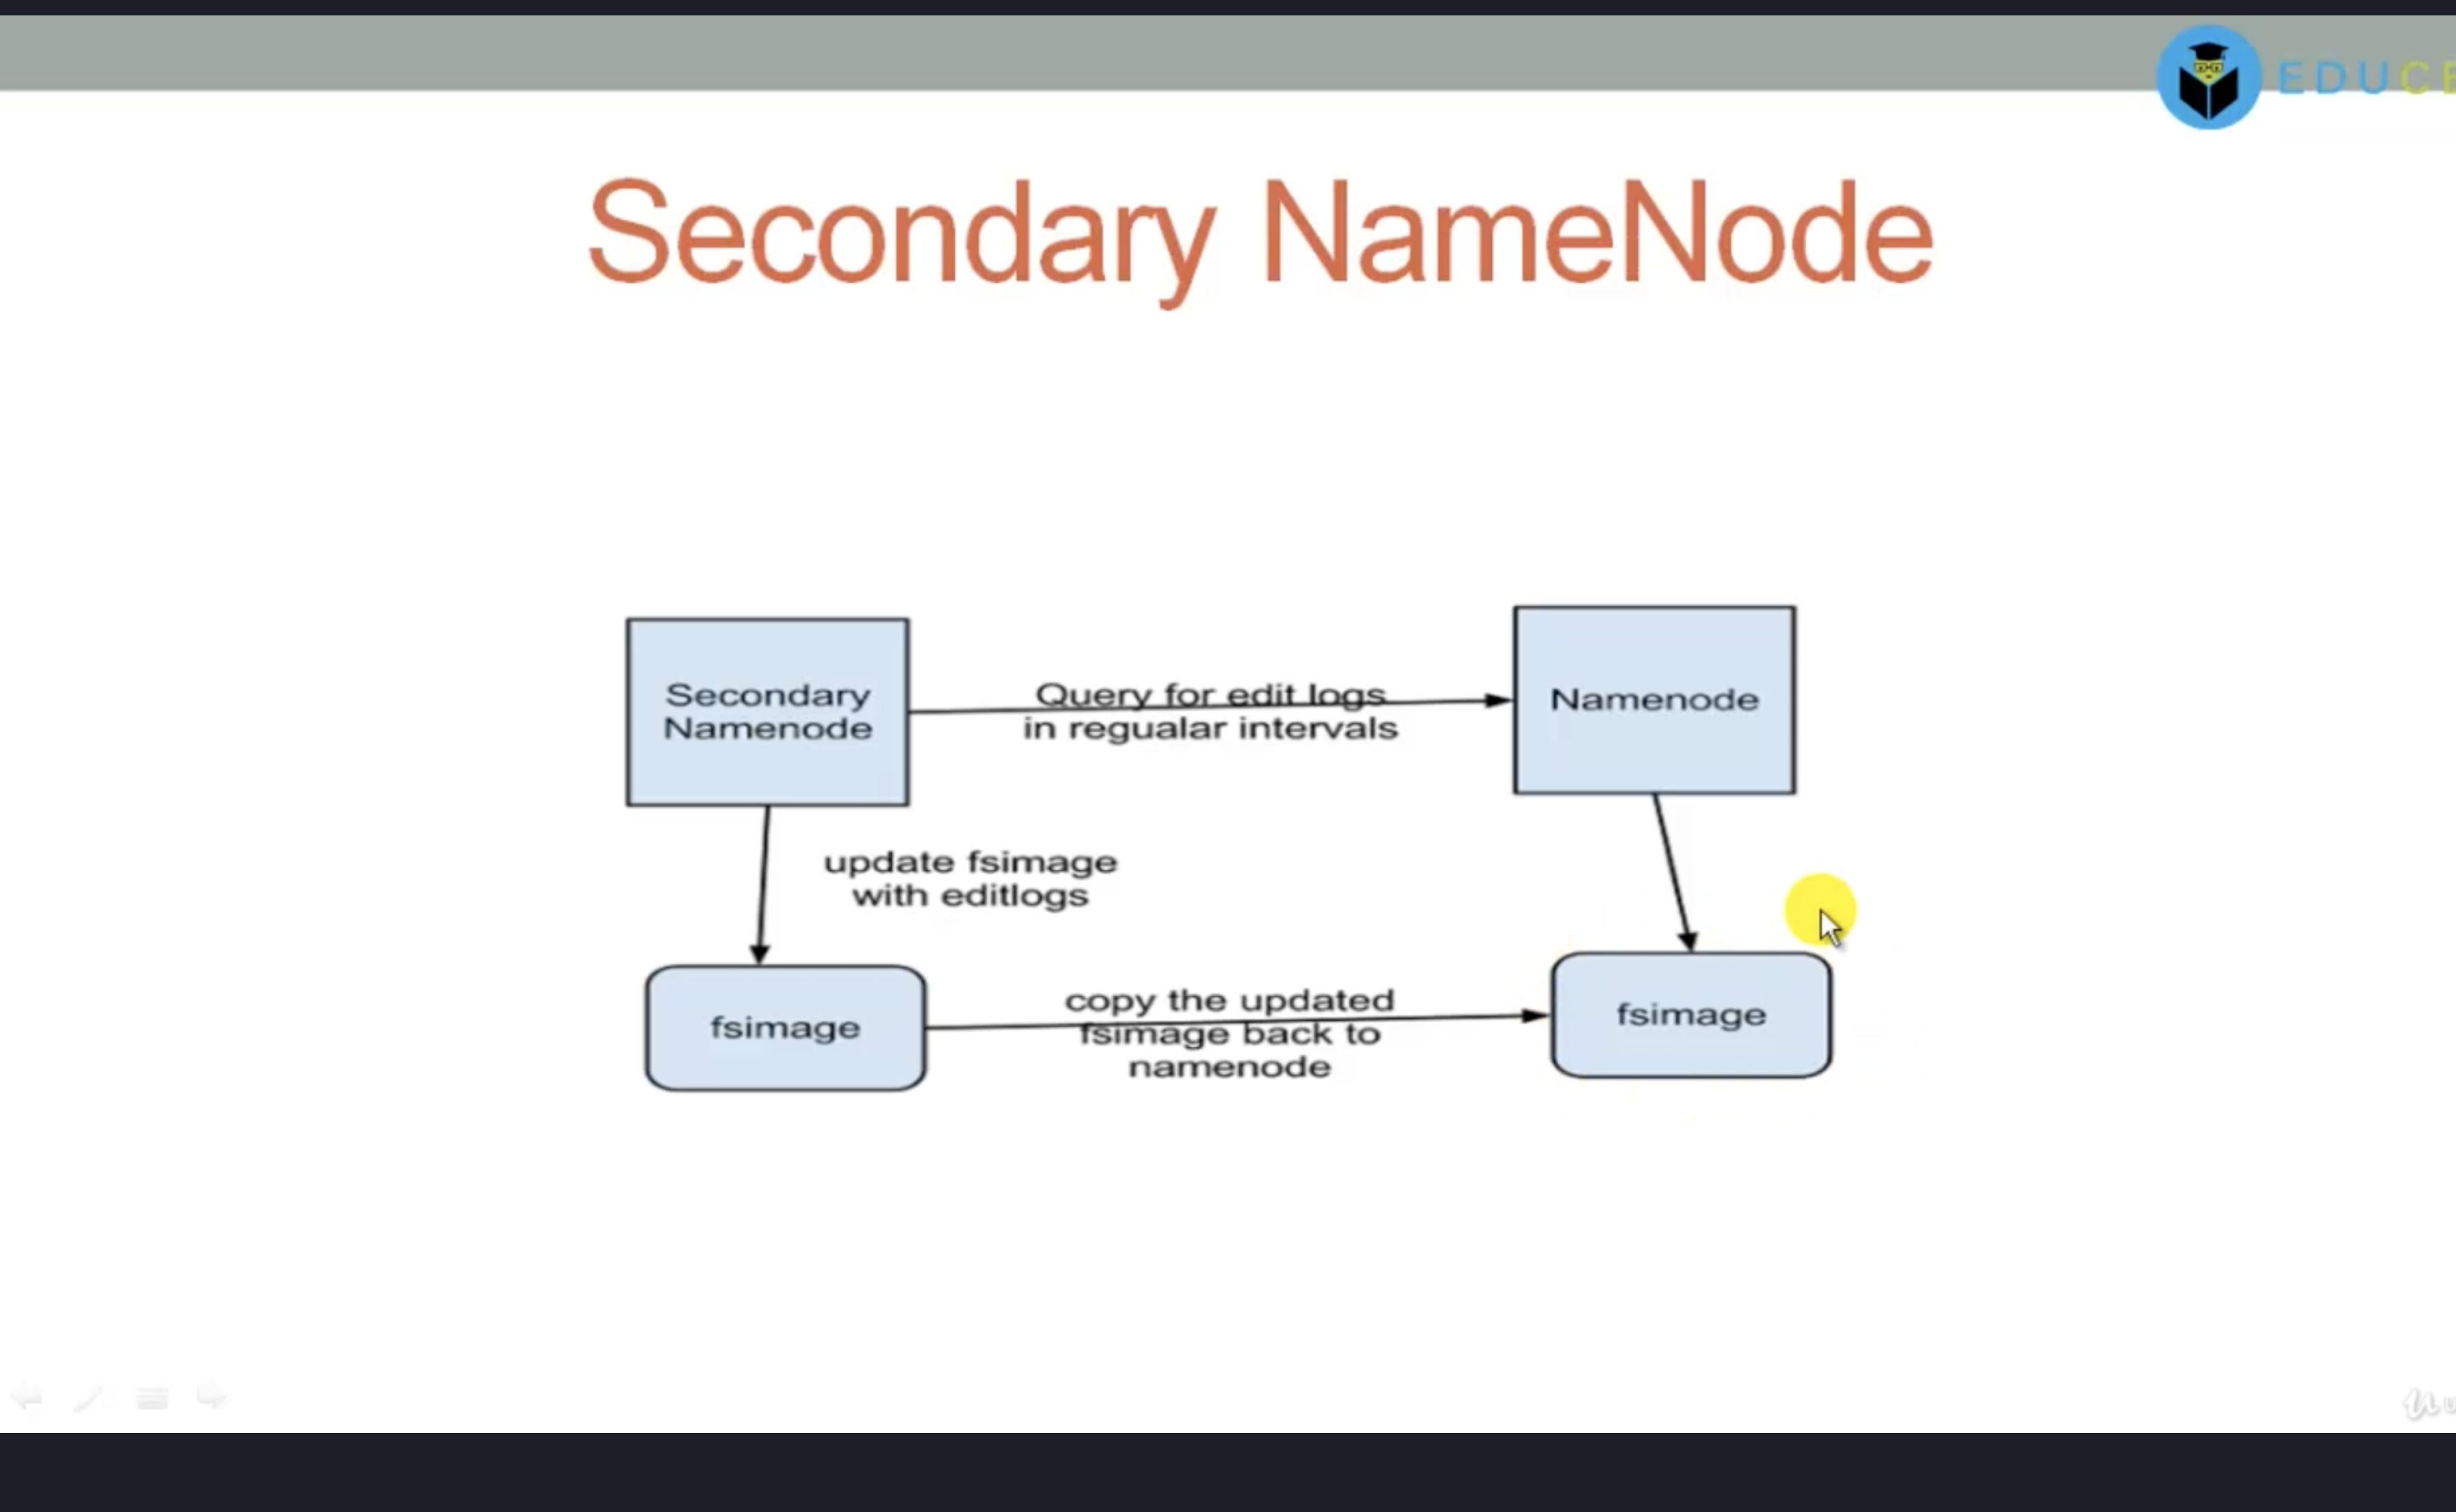 EDUCE
Secondary NameNode
Secondary
Namenode
Query for edit logs
in regualar intervals
Namenode
update fsimage
with editlogs
fsimage
copy the updated
fsimage back to
namenode
fsimage